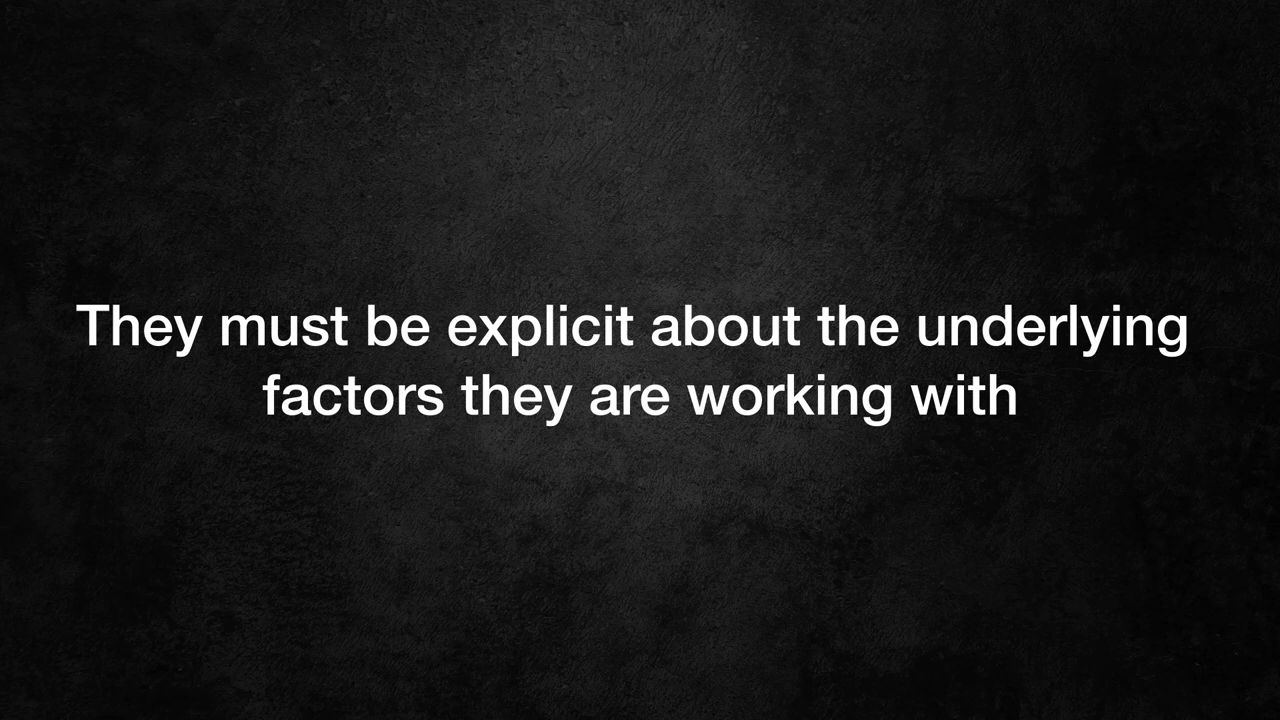 They must be explicit about the underlying
factors they are working with